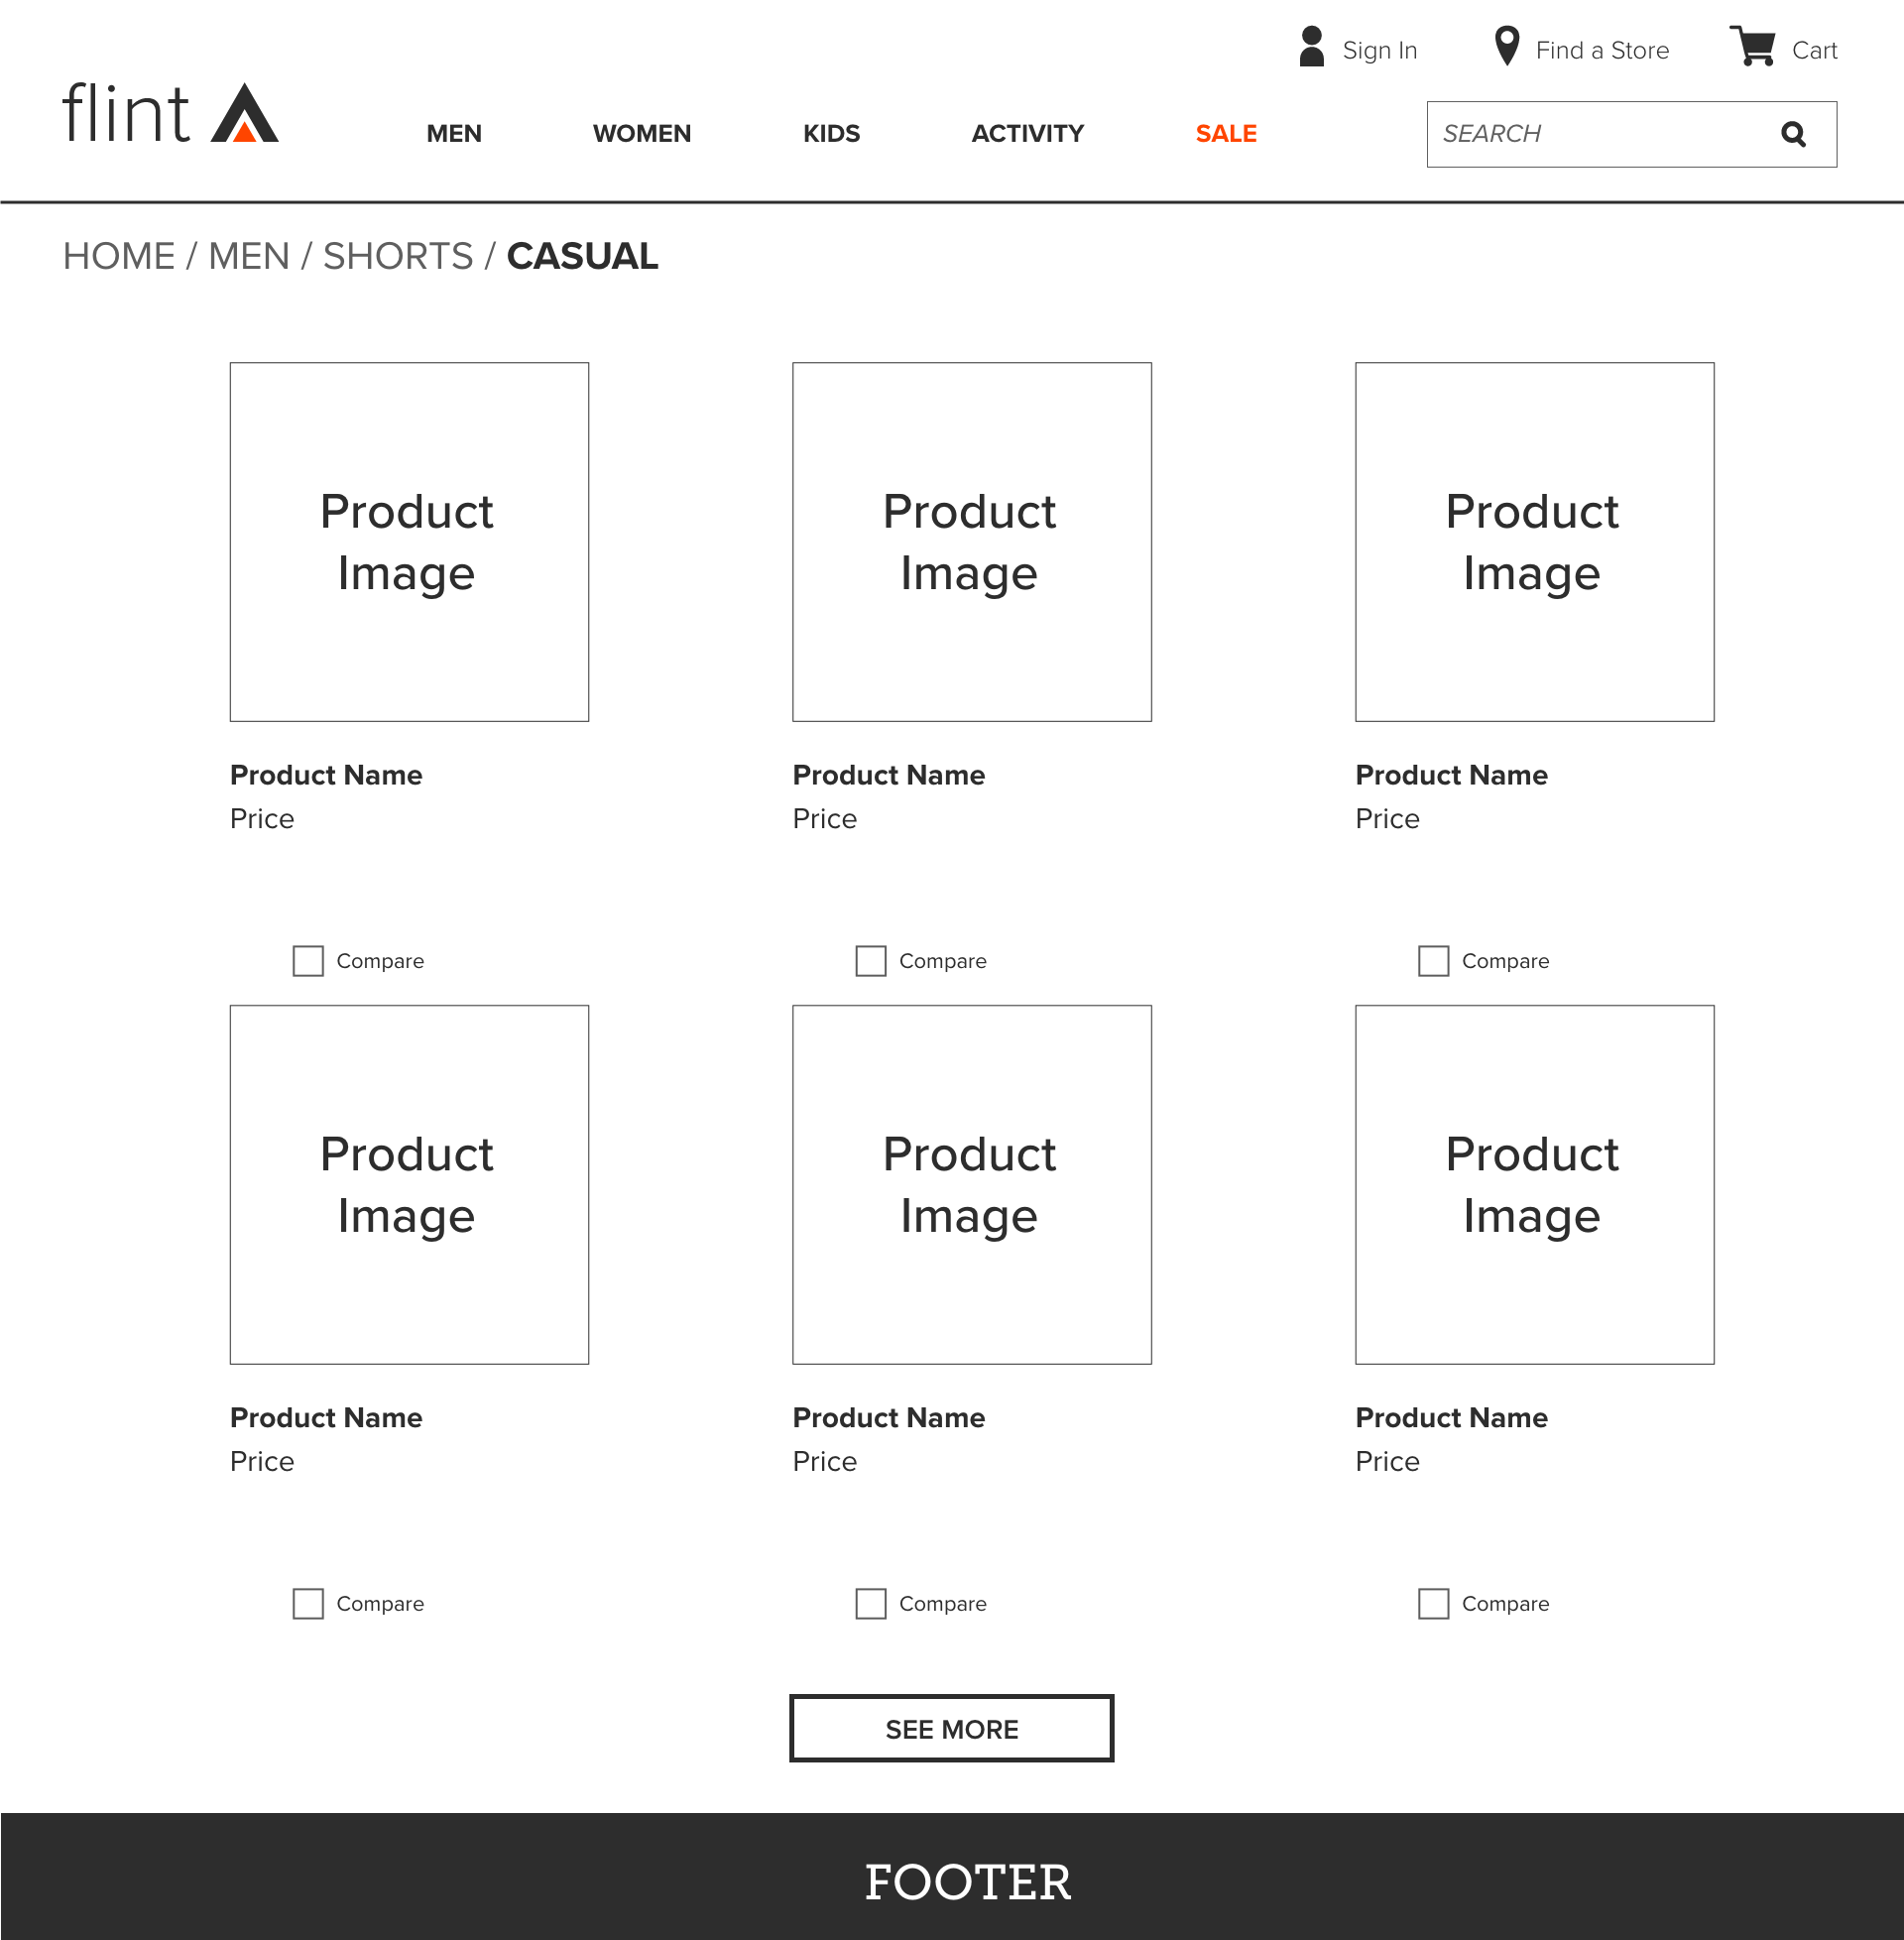 Sign In Find a Store Cart
flint MEN WOMEN KIDS ACTIVITY SALE SEARCH
HOME / MEN / SHORTS / CASUAL
Product Product Product
Image Image Image
Product Name Product Name Product Name
Price Price Price
Compare Compare Compare
Product Product Product
Image Image Image
Product Name Product Name Product Name
Price Price Price
Compare Compare Compare
SEE MORE
FOOTER